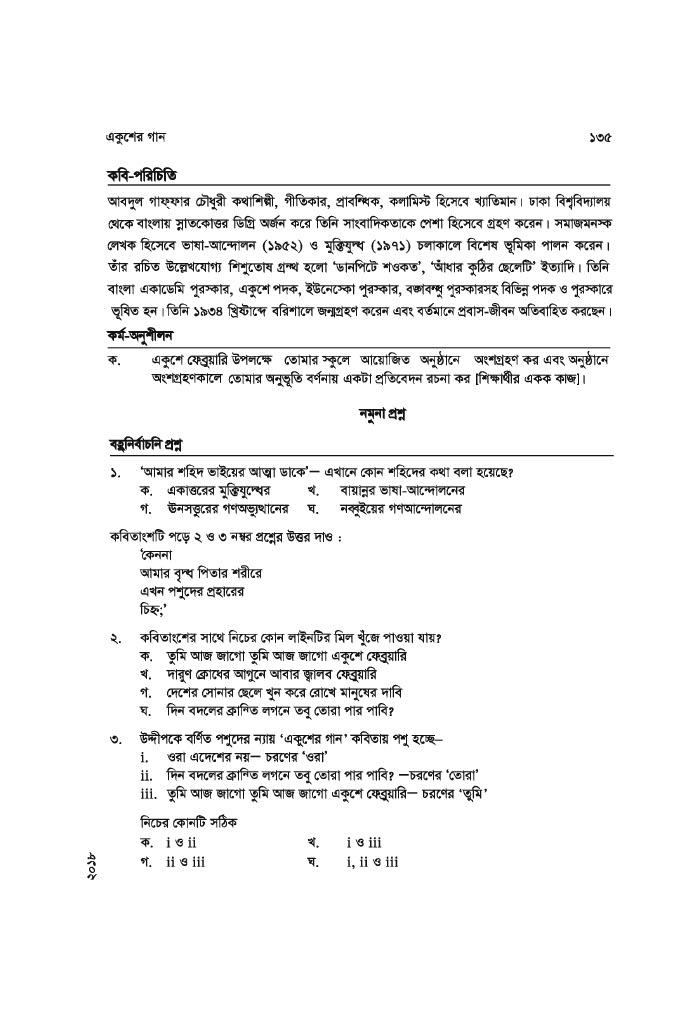 একুশের গান ১৩৫
কবি-পরিচিতি
আবদুল গাফ্‌ফার চৌধুরী কথাশিল্পী, গীতিকার, প্রাবন্ধিক, কলামিস্ট হিসেবে খ্যাতিমান। ঢাকা বিশ্ববিদ্যালয়
থেকে বাংলায় স্নাতকোত্তর ডিগ্রি অর্জন করে তিনি সাংবাদিকতাকে পেশা হিসেবে গ্রহণ করেন। সমাজমনস্ক
লেখক হিসেবে ভাষা-আন্দোলন (১৯৫২) ও মুক্তিযুদ্ধ (১৯৭১) চলাকালে বিশেষ ভূমিকা পালন করেন।
তাঁর রচিত উল্লেখযোগ্য শিশুতোষ গ্রন্থ হলো ‘ডানপিটে শওকত’, ‘আঁধার কুঠির ছেলেটি’ ইত্যাদি। তিনি
বাংলা একাডেমি পুরস্কার, একুশে পদক, ইউনেস্কো পুরস্কার, বঙ্গবন্ধু পুরস্কারসহ বিভিন্ন পদক ও পুরস্কারে
ভূষিত হন। তিনি ১৯৩৪ খ্রিষ্টাব্দে বরিশালে জন্মগ্রহণ করেন এবং বর্তমানে প্রবাস-জীবন অতিবাহিত করছেন।
কর্ম-অনুশীলন
ক. একুশে ফেব্রুয়ারি উপলক্ষে তোমার স্কুলে আয়োজিত অনুষ্ঠানে অংশগ্রহণ কর এবং অনুষ্ঠানে
অংশগ্রহণকালে তোমার অনুভূতি বর্ণনায় একটা প্রতিবেদন রচনা কর [শিক্ষার্থীর একক কাজ]।
নমুনা প্রশ্ন
বহুনির্বাচনি প্রশ্ন
১. ‘আমার শহিদ ভাইয়ের আত্মা ডাকে’— এখানে কোন শহিদের কথা বলা হয়েছে?
ক. একাত্তরের মুক্তিযুদ্ধের খ. বায়ান্নর ভাষা-আন্দোলনের
গ. ঊনসত্তুরের গণঅভ্যুত্থানের ঘ. নব্বুইয়ের গণআন্দোলনের
কবিতাংশটি পড়ে ২ ও ৩ নম্বর প্রশ্নের উত্তর দাও :
‘কেননা
আমার বৃদ্ধ পিতার শরীরে
এখন পশুদের প্রহারের
চিহ্ন;’
২. কবিতাংশের সাথে নিচের কোন লাইনটির মিল খুঁজে পাওয়া যায়?
ক. তুমি আজ জাগো তুমি আজ জাগো একুশে ফেব্রুয়ারি
খ. দারুণ ক্রোধের আগুনে আবার জ্বালব ফেব্রুয়ারি
গ. দেশের সোনার ছেলে খুন করে রোখে মানুষের দাবি
ঘ. দিন বদলের ক্রান্তি লগনে তবু তোরা পার পাবি?
৩. উদ্দীপকে বর্ণিত পশুদের ন্যায় ‘একুশের গান’ কবিতায় পশু হচ্ছে–
i. ওরা এদেশের নয়— চরণের ‘ওরা’
ii. দিন বদলের ক্রান্তি লগনে তবু তোরা পার পাবি? —চরণের ‘তোরা’
iii. তুমি আজ জাগো তুমি আজ জাগো একুশে ফেব্রুয়ারি— চরণের ‘তুমি’
নিচের কোনটি সঠিক
ক. i ও ii খ. i ও iii
গ. ii ও iii ঘ. i, ii ও iii
২০১৮